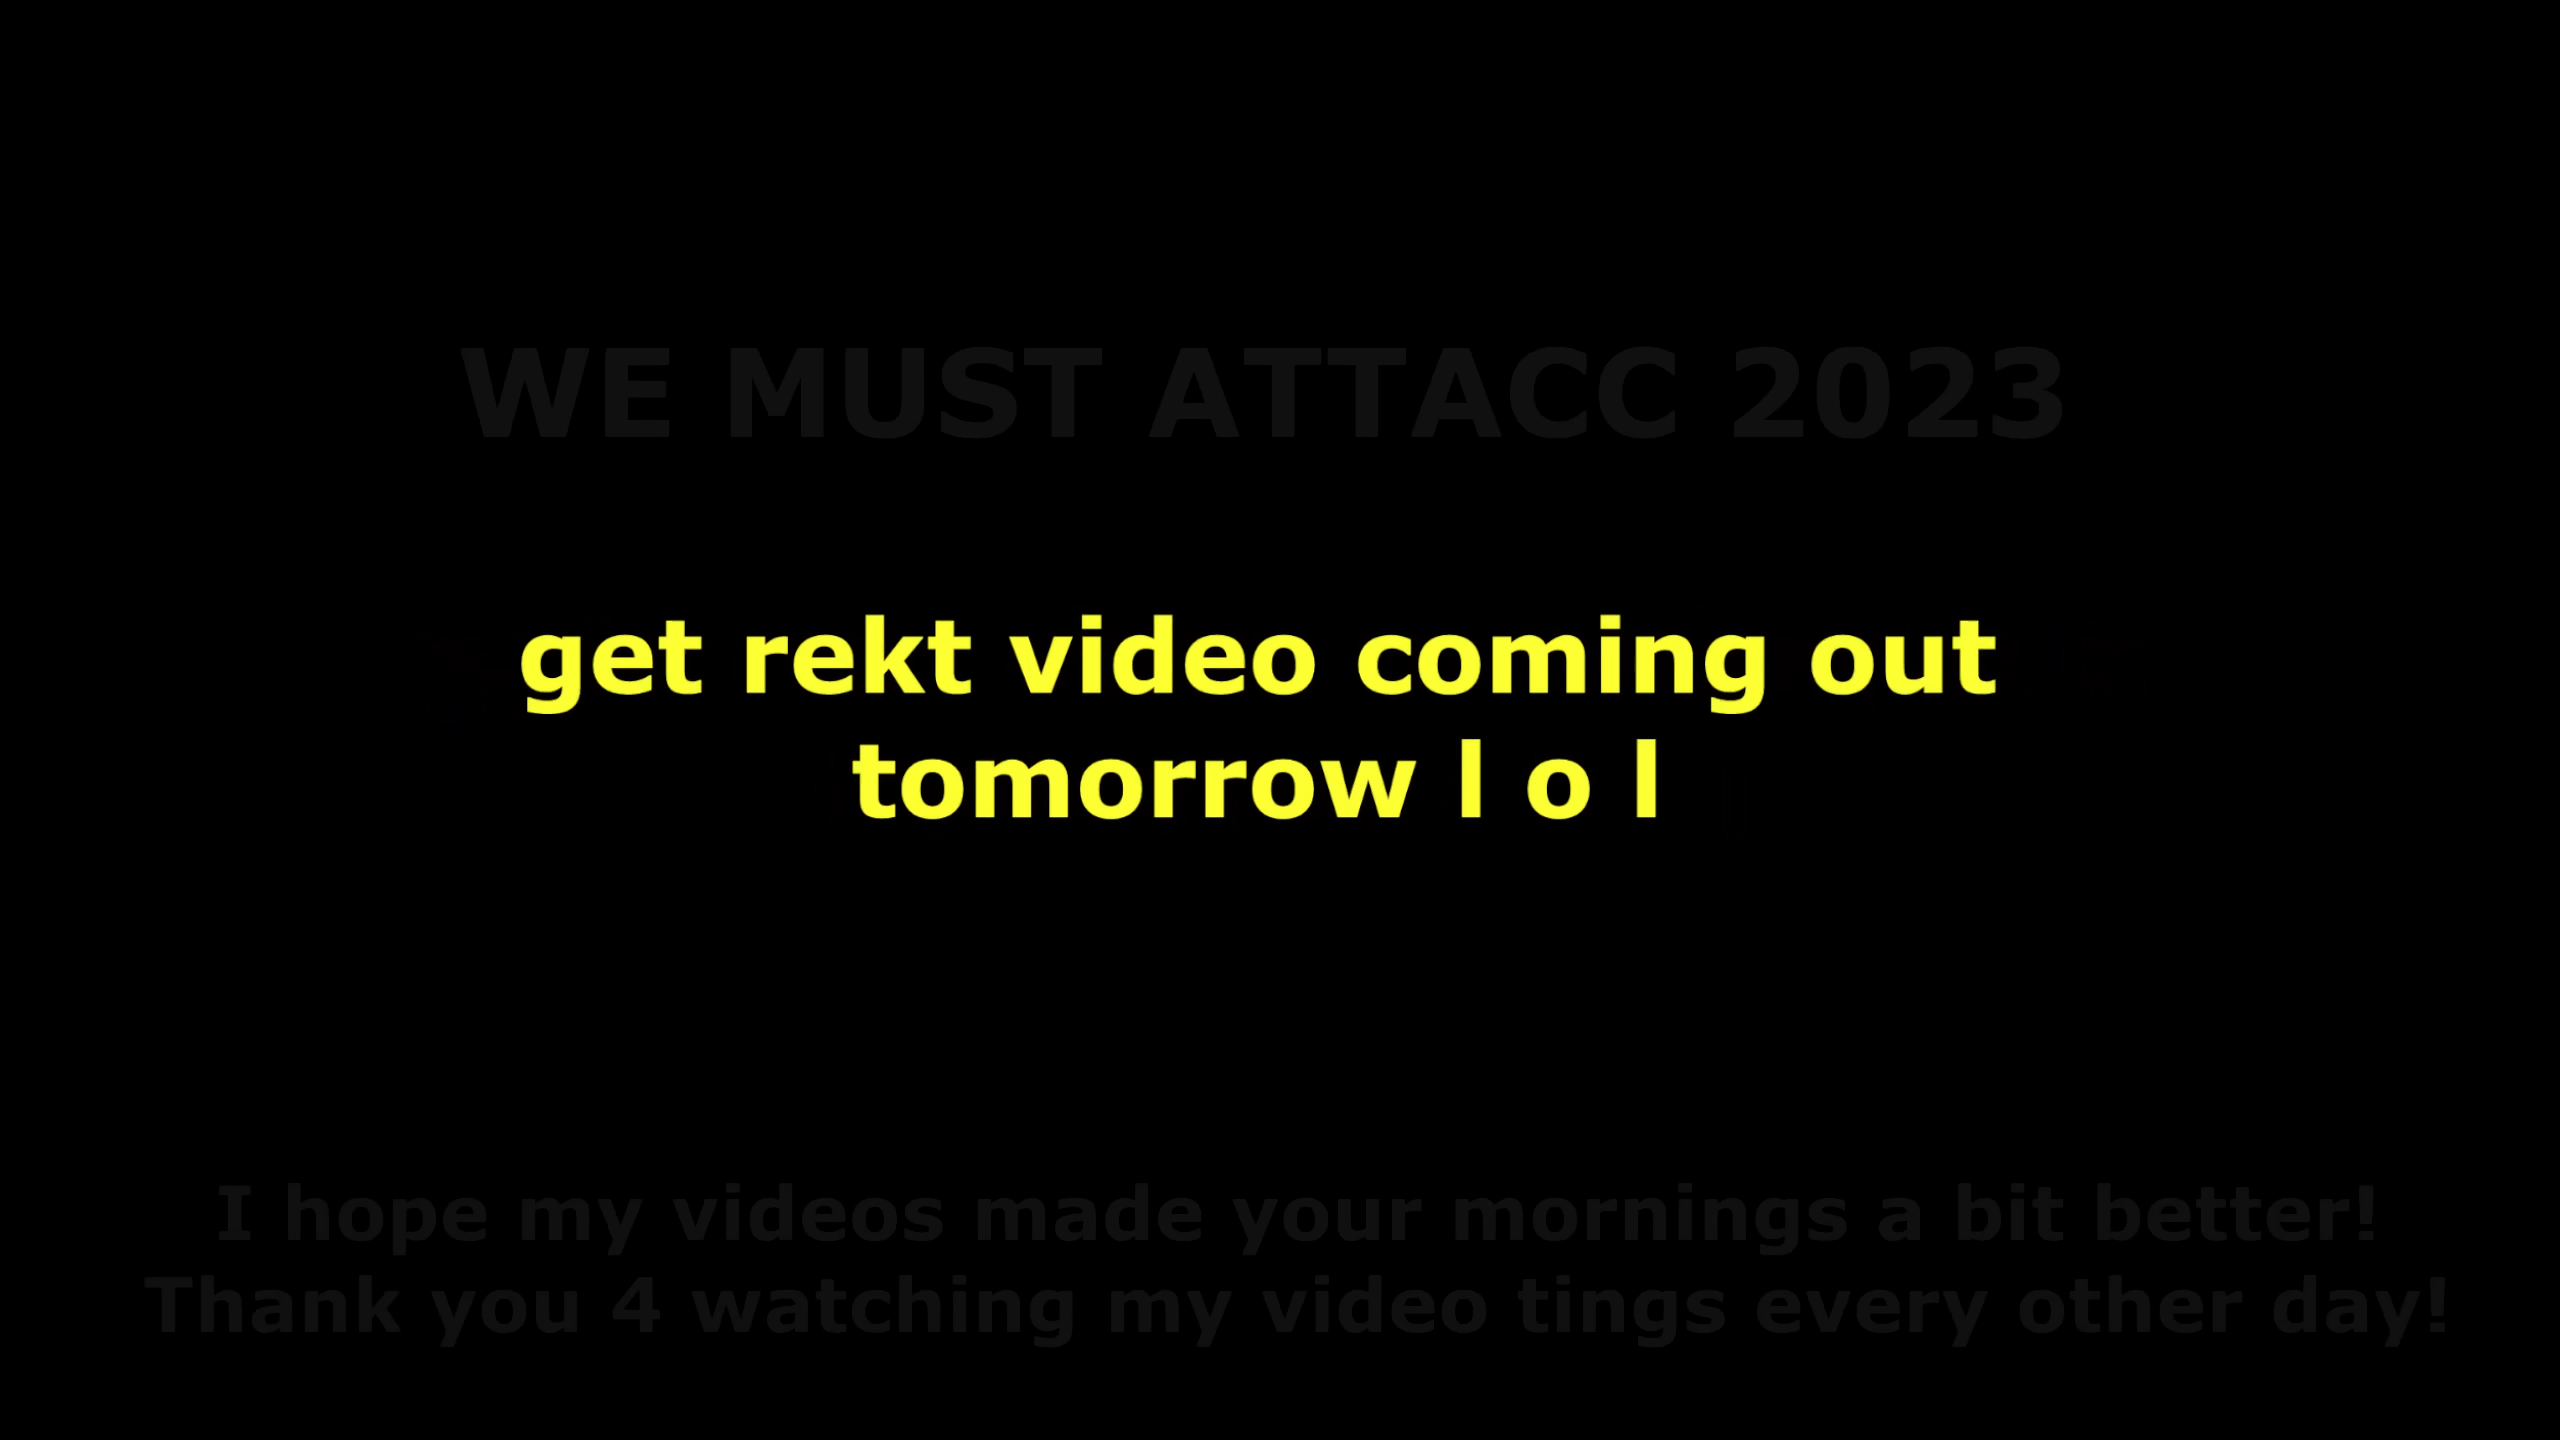 WE MUST ATTACC 2023
get rekt video coming out
tomorrow l o l
I hope my videos made your mornings a bit better!
Thank you 4 watching my video tings every other day!